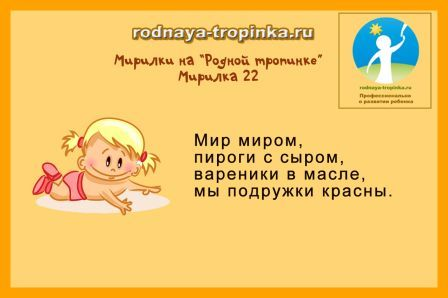 rodnaya-tropinka.ru
Мирилки на "Родной тропинке"
Мирилка 22
rodnaya-tropinka.ru
Профессионально
о развитии ребенка
Мир миром,
пироги с сыром,
вареники в масле,
мы подружки красны.